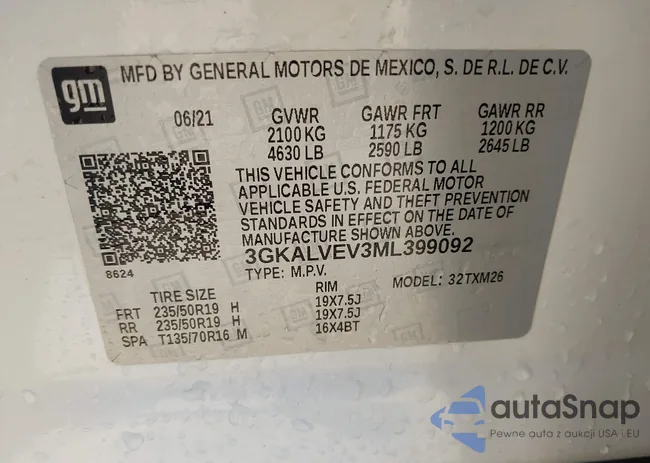 gm MFD BY GENERAL MOTORS DE MEXICO, S. DE R.L. DE C.V.
06/21 GVWR GAWR FRT GAWR RR
2100 KG 1175 KG 1200 KG
4630 LB 2590 LB 2645 LB
THIS VEHICLE CONFORMS TO ALL
APPLICABLE U.S. FEDERAL MOTOR
VEHICLE SAFETY AND THEFT PREVENTION
STANDARDS IN EFFECT ON THE DATE OF
MANUFACTURE SHOWN ABOVE.
3GKALVEV3ML399092
8624 TYPE: M.P.V. MODEL: 32TXM26
TIRE SIZE RIM
FRT 235/50R19 H 19X7.5J
RR 235/50R19 H 19X7.5J
SPA T135/70R16 M 16X4BT
autaSnap
Pewne auta z aukcji USA i EU